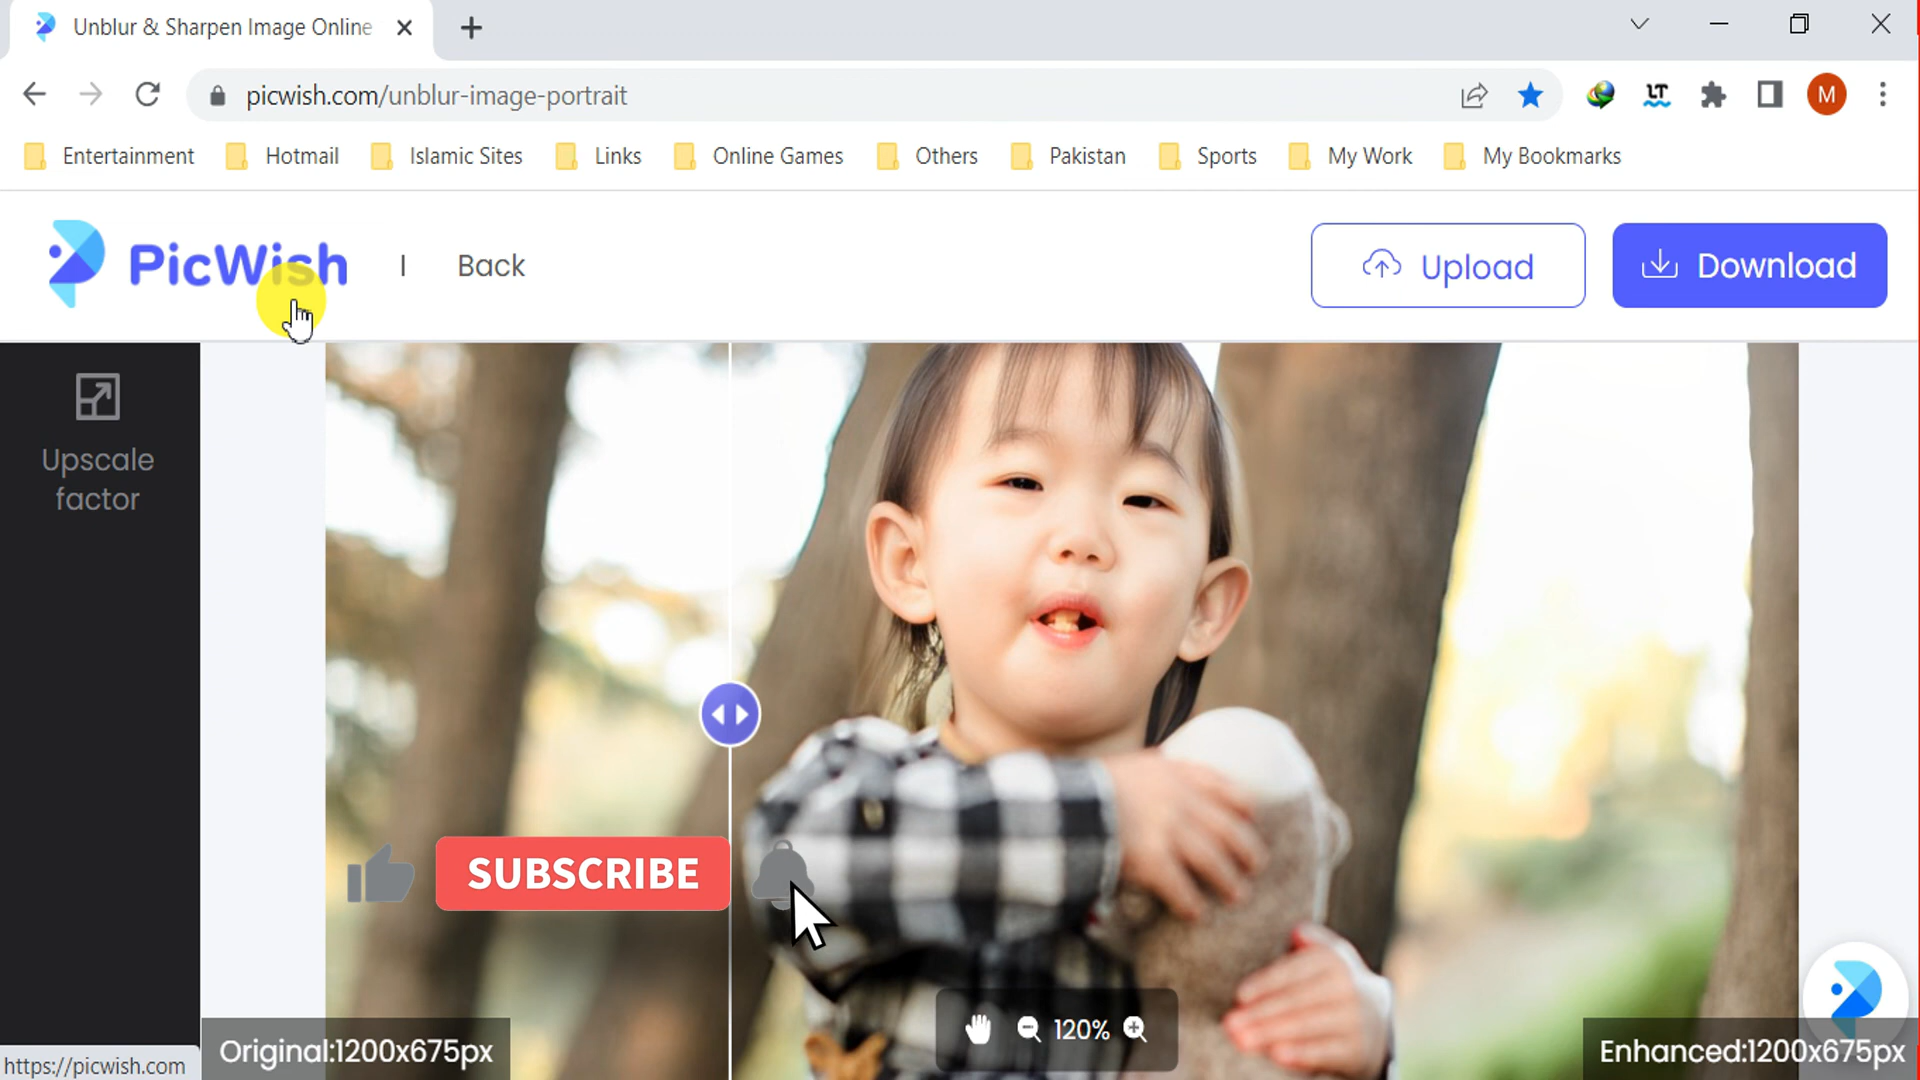 Unblur & Sharpen Image Online
picwish.com/unblur-image-portrait
LT
M
Entertainment
Hotmail
Islamic Sites
Links
Online Games
Others
Pakistan
Sports
My Work
My Bookmarks
PicWish
Back
Upload
Download
Upscale
factor
SUBSCRIBE
120%
Original:1200x675px
Enhanced:1200x675px
https://picwish.com